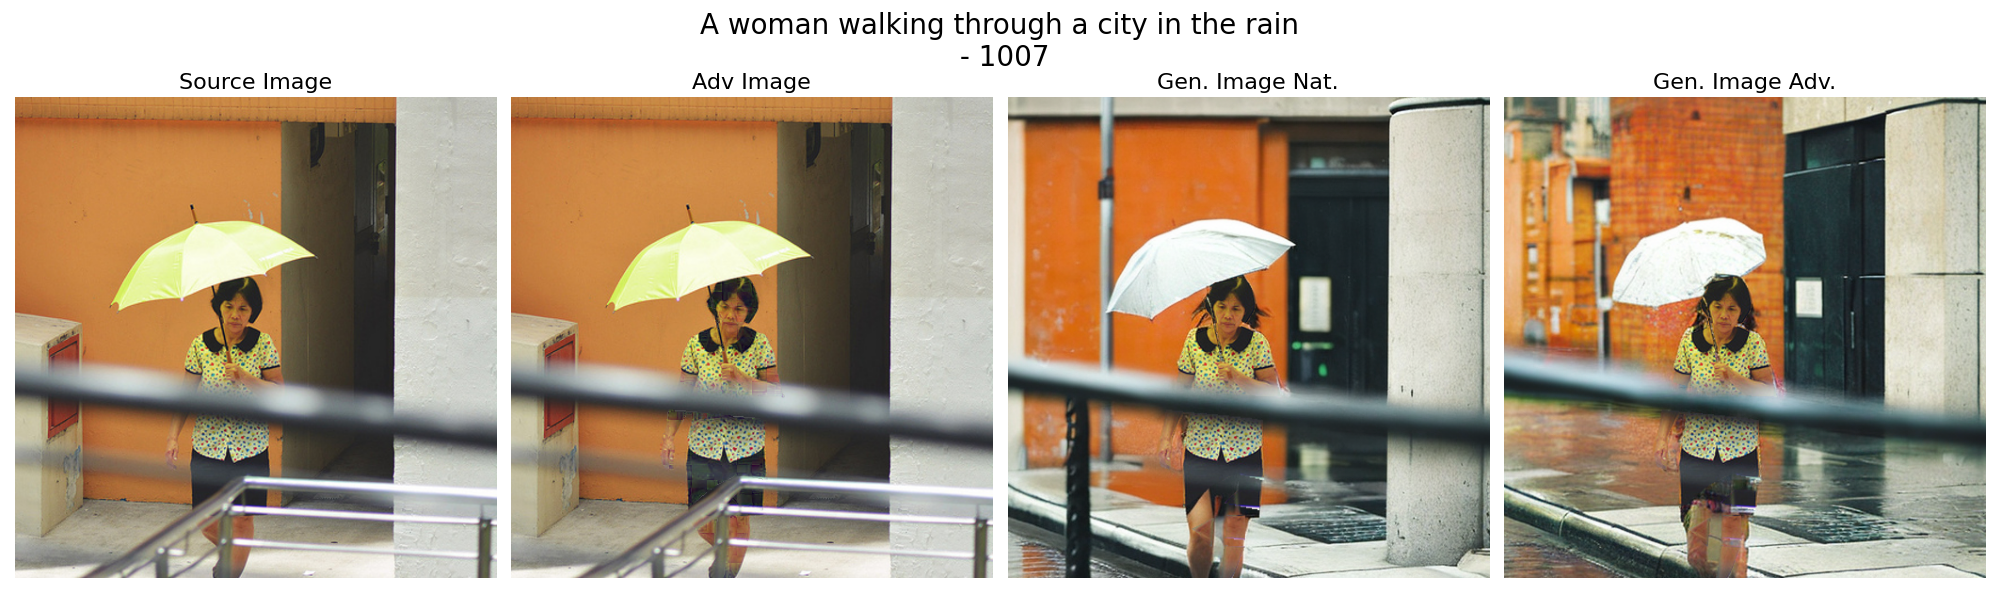 A woman walking through a city in the rain
- 1007
Source Image
Adv Image
Gen. Image Nat.
Gen. Image Adv.